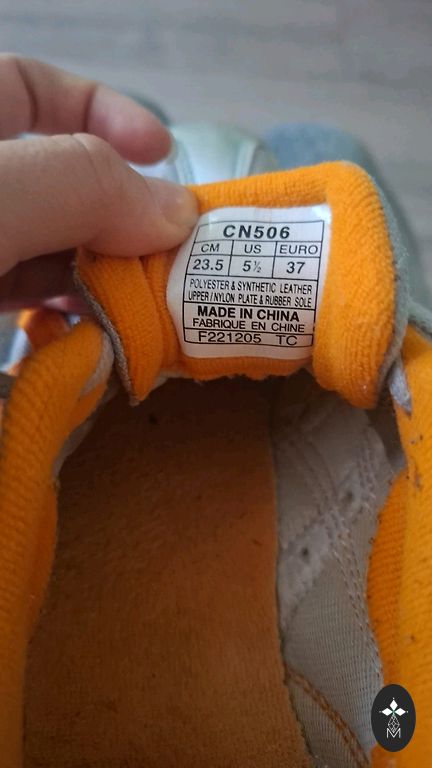 CN506
CM US EURO
23.5 5½ 37
POLYESTER & SYNTHETIC LEATHER
UPPER/NYLON PLATE & RUBBER SOLE
MADE IN CHINA
FABRIQUE EN CHINE
F221205 TC
M